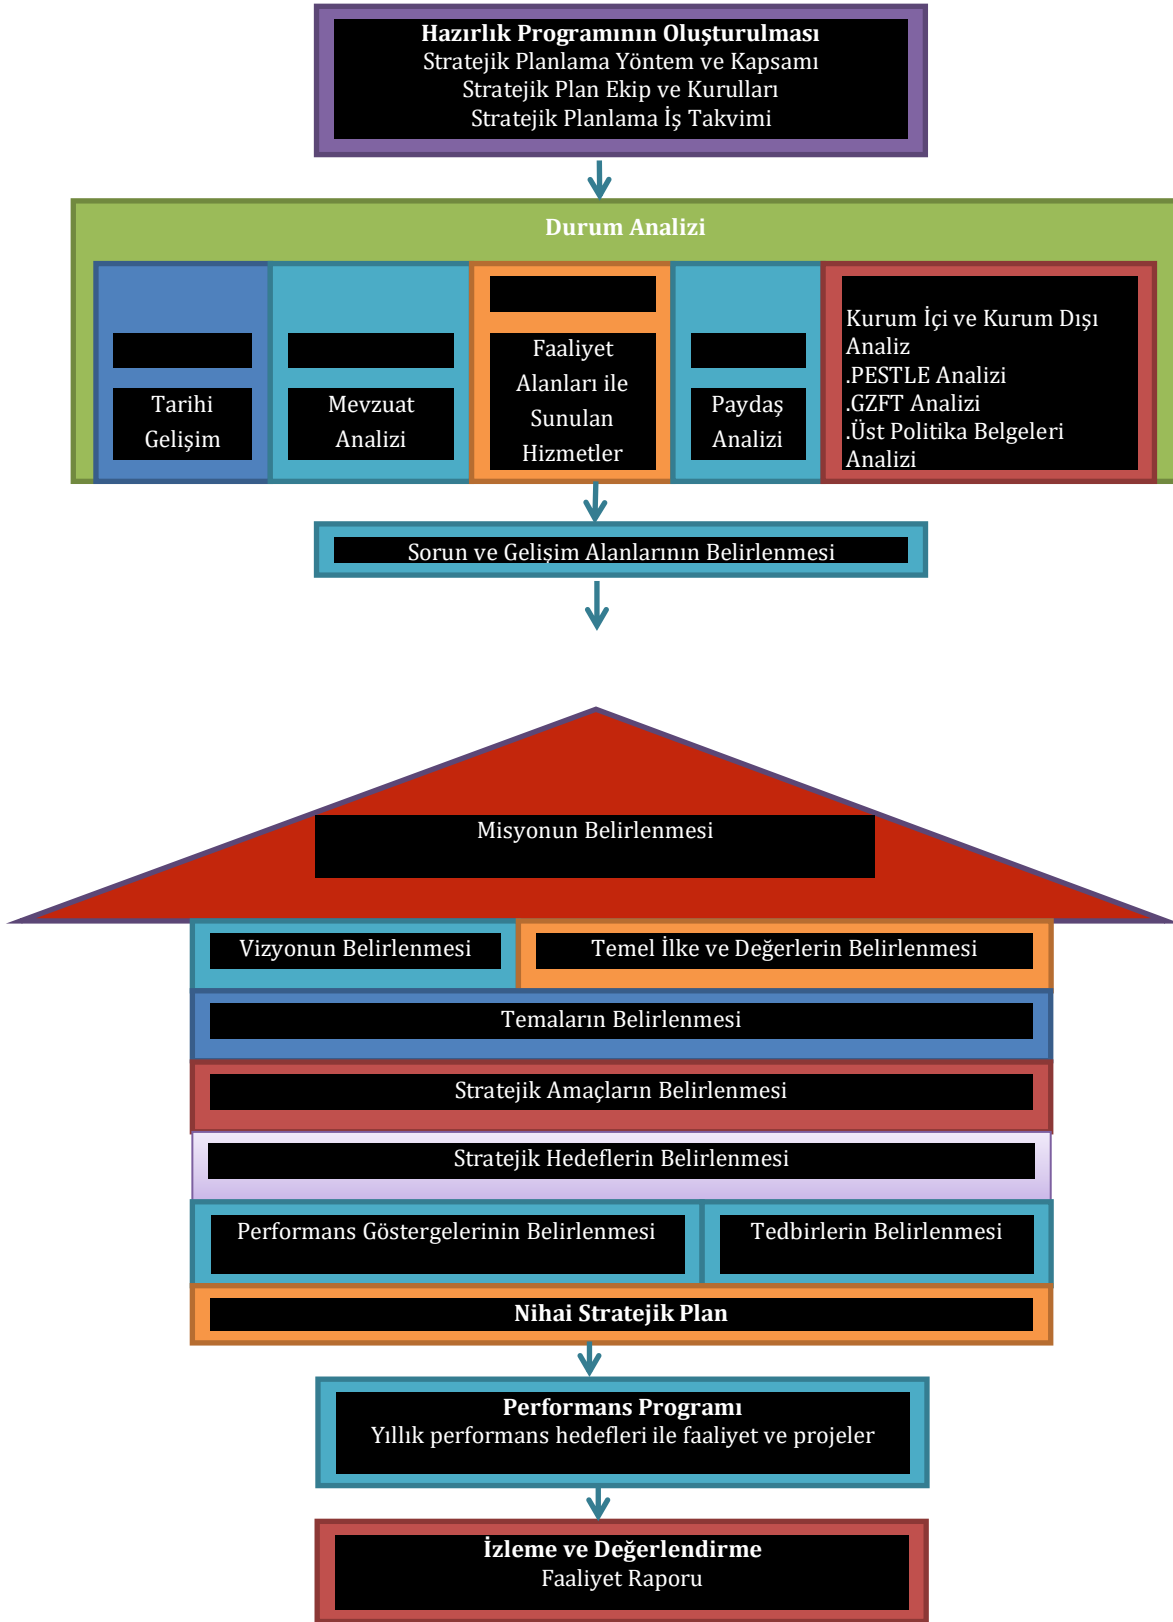 Hazırlık Programının Oluşturulması
Stratejik Planlama Yöntem ve Kapsamı
Stratejik Plan Ekip ve Kurulları
Stratejik Planlama İş Takvimi
Durum Analizi
Tarihi
Gelişim
Mevzuat
Analizi
Faaliyet
Alanları ile
Sunulan
Hizmetler
Paydaş
Analizi
Kurum İçi ve Kurum Dışı
Analiz
.PESTLE Analizi
.GZFT Analizi
.Üst Politika Belgeleri
Analizi
Sorun ve Gelişim Alanlarının Belirlenmesi
Misyonun Belirlenmesi
Vizyonun Belirlenmesi
Temel İlke ve Değerlerin Belirlenmesi
Temaların Belirlenmesi
Stratejik Amaçların Belirlenmesi
Stratejik Hedeflerin Belirlenmesi
Performans Göstergelerinin Belirlenmesi
Tedbirlerin Belirlenmesi
Nihai Stratejik Plan
Performans Programı
Yıllık performans hedefleri ile faaliyet ve projeler
İzleme ve Değerlendirme
Faaliyet Raporu